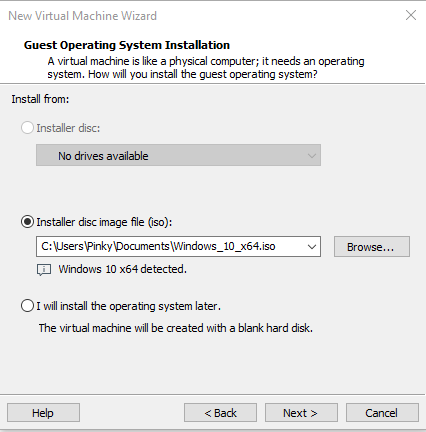 New Virtual Machine Wizard
Guest Operating System Installation
A virtual machine is like a physical computer; it needs an operating
system. How will you install the guest operating system?
Install from:
Installer disc:
No drives available
Installer disc image file (iso):
C:\Users\Pinky\Documents\Windows_10_x64.iso
Browse...
Windows 10 x64 detected.
I will install the operating system later.
The virtual machine will be created with a blank hard disk.
Help
< Back
Next >
Cancel